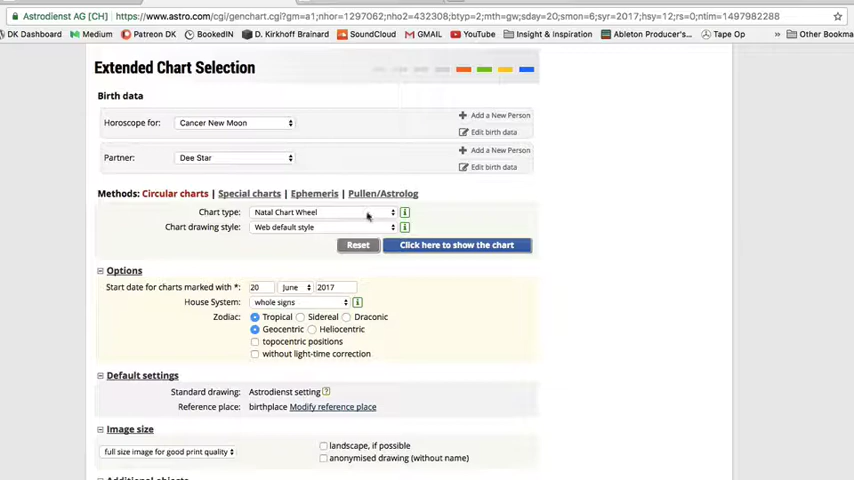 Astrodienst AG [CH] https://www.astro.com/cgi/genchart.cgi?gm=a1;nhor=1297062;nho2=432308;btyp=2;mth=gw;sday=20;smon=6;syr=2017;hsy=12;rs=0;ntim=1497982288
DK Dashboard Medium Patreon DK BookedIN D. Kirkhoff Brainard SoundCloud GMAIL YouTube Insight & Inspiration Ableton Producer's... Tape Op Other Bookma
Extended Chart Selection
Birth data
Horoscope for: Cancer New Moon
Add a New Person
Edit birth data
Partner: Dee Star
Add a New Person
Edit birth data
Methods: Circular charts | Special charts | Ephemeris | Pullen/Astrolog
Chart type: Natal Chart Wheel
Chart drawing style: Web default style
Reset Click here to show the chart
Options
Start date for charts marked with *: 20 June 2017
House System: whole signs
Zodiac: Tropical Sidereal Draconic
Geocentric Heliocentric
topocentric positions
without light-time correction
Default settings
Standard drawing: Astrodienst setting
Reference place: birthplace Modify reference place
Image size
full size image for good print quality landscape, if possible
anonymised drawing (without name)
Additional objects